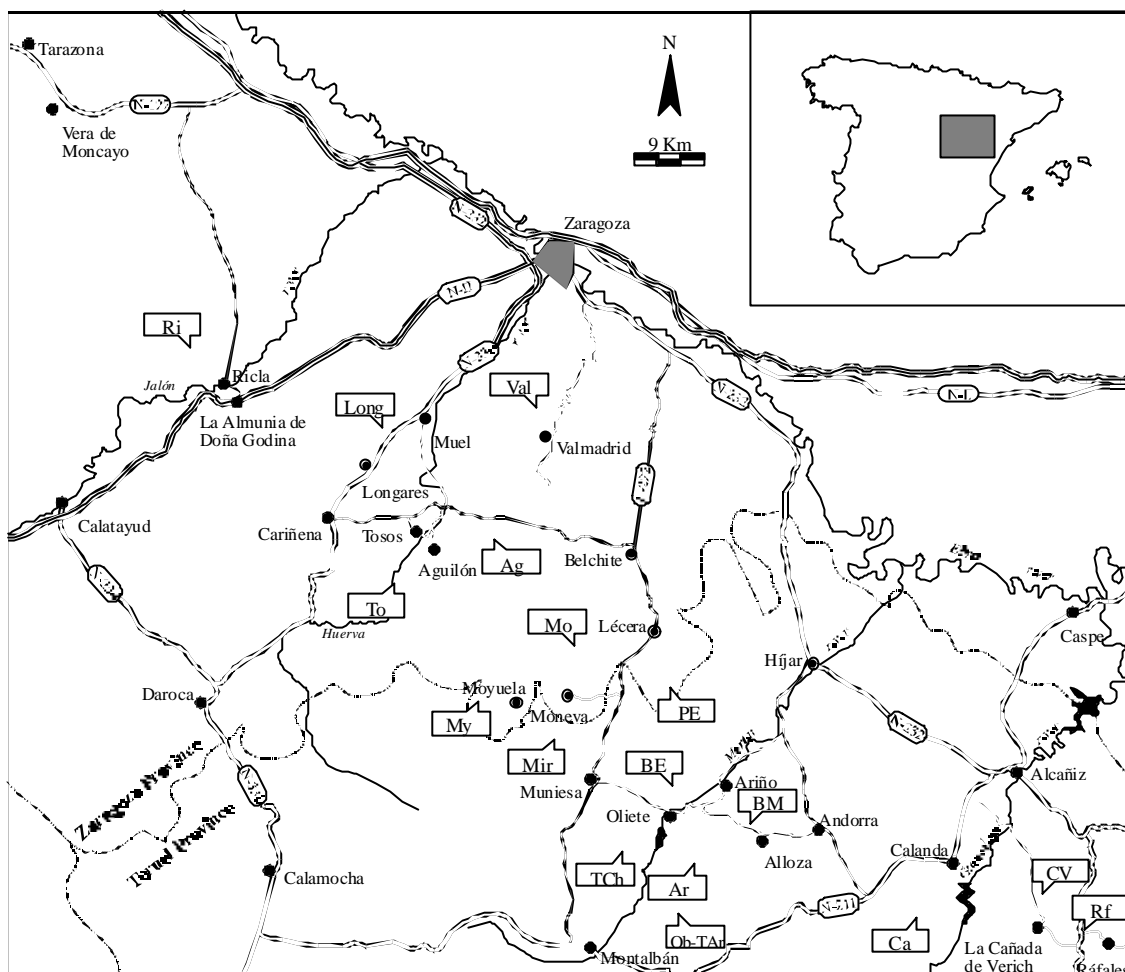 Tarazona
N
Vera de
Moncayo
9 Km
Zaragoza
N-232
N-II
Ri
Ricla
Jalón
La Almunia de
Doña Godina
Long
Val
Muel
Valmadrid
N-II
Longares
Calatayud
Cariñena
Tosos
Aguilón
Ag
Belchite
To
Huerva
Mo
Lécera
Caspe
Híjar
Daroca
Moyuela
Moneva
My
PE
N-232
Zaragoza Province
Mir
BE
Muniesa
Ariño
Alcañiz
BM
Oliete
Andorra
Teruel Province
Alloza
Calanda
Calamocha
TCh
Ar
CV
N-211
Rf
Ob-TAr
Ca
Montalbán
La Cañada
de Verich
Ráfales